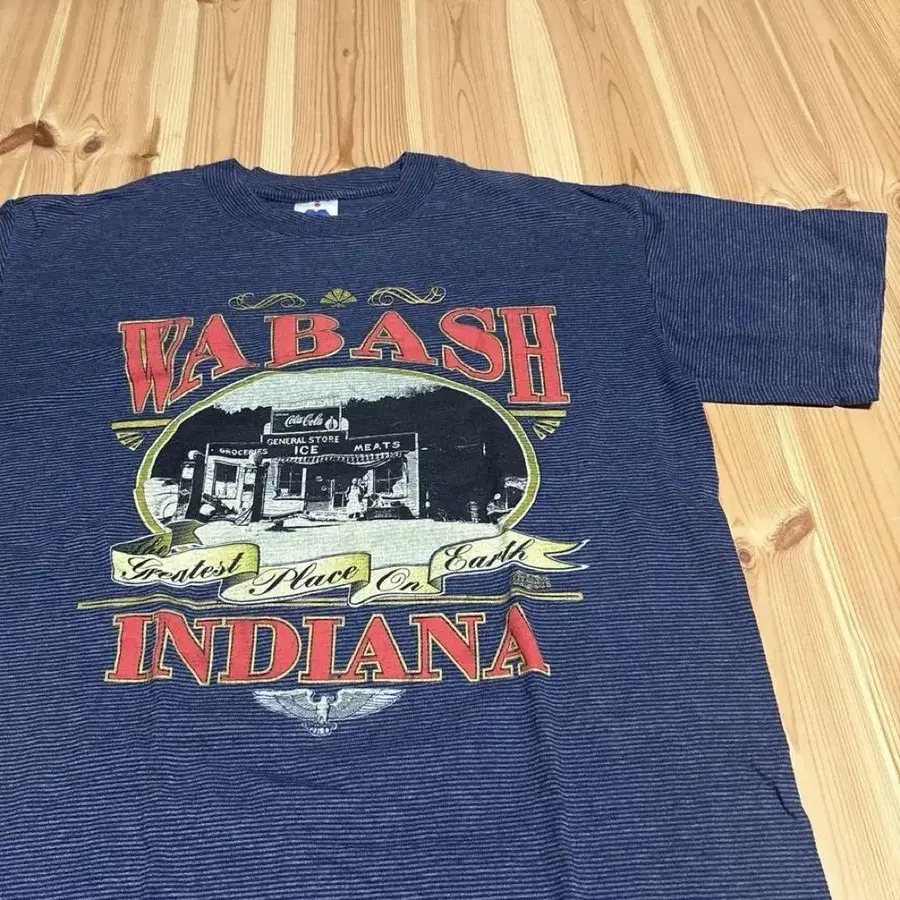 WABASH
Coca-Cola
GENERAL STORE
GROCERIES ICE MEATS
The
Greatest Place On Earth
INDIANA